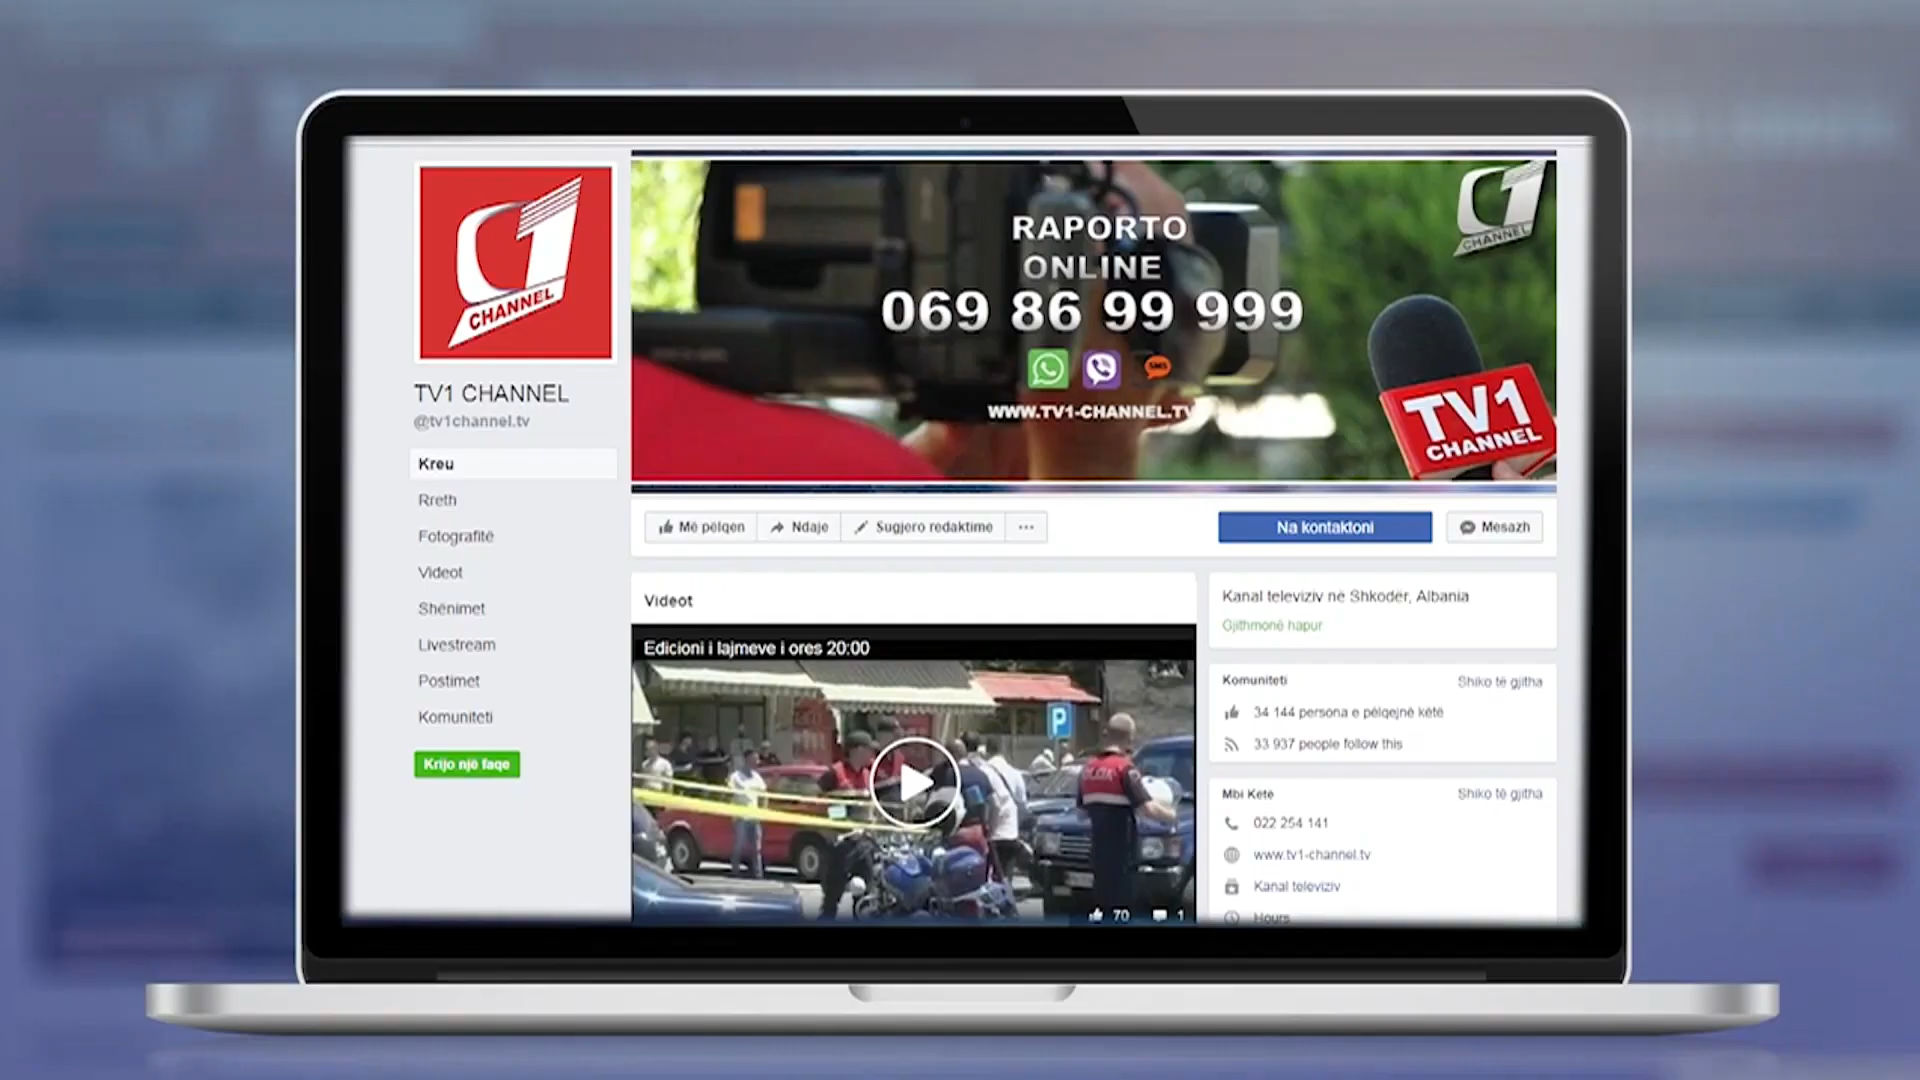 CHANNEL
TV1 CHANNEL
@tv1channel.tv
Kreu
Rreth
Fotografitë
Videot
Shënimet
Livestream
Postimet
Komuniteti
Krijo një faqe
RAPORTO
ONLINE
069 86 99 999
SMS
WWW.TV1-CHANNEL.TV
CHANNEL
TV1
CHANNEL
Më pëlqen
Ndaje
Sugjero redaktime
Na kontaktoni
Mesazh
Videot
Edicioni i lajmeve i ores 20:00
P
70
1
Kanal televiziv në Shkodër, Albania
Gjithmonë hapur
Komuniteti
Shiko të gjitha
34 144 persona e pëlqejnë këtë
33 937 people follow this
Mbi Këtë
Shiko të gjitha
022 254 141
www.tv1-channel.tv
Kanal televiziv
Hours